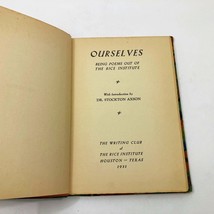 OURSELVES
BEING POEMS OUT OF
THE RICE INSTITUTE
With Introduction by
DR. STOCKTON AXSON
THE WRITING CLUB
of
THE RICE INSTITUTE
HOUSTON TEXAS